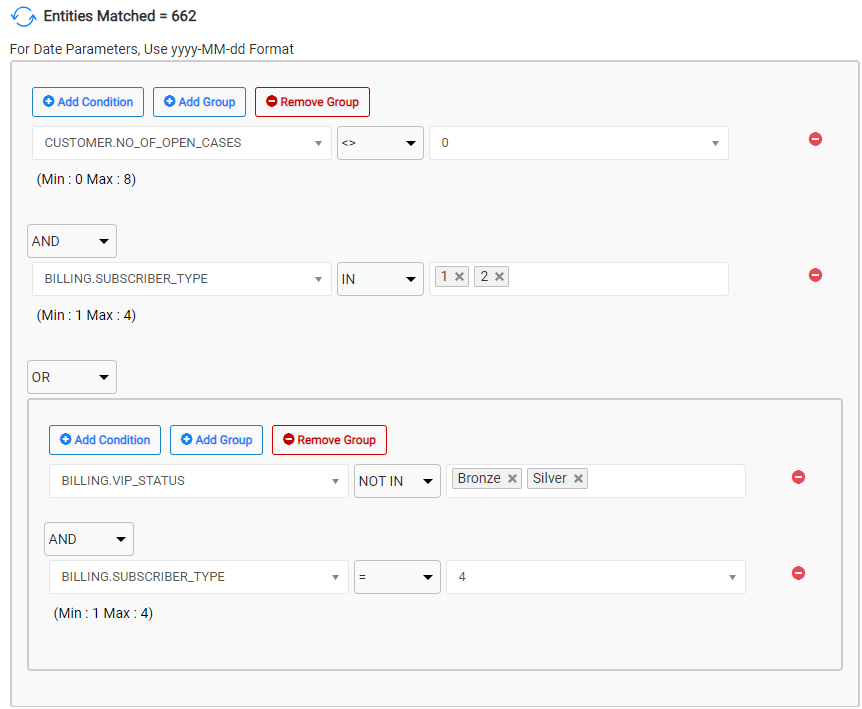 Entities Matched = 662
For Date Parameters, Use yyyy-MM-dd Format
Add Condition Add Group Remove Group
CUSTOMER.NO_OF_OPEN_CASES <> 0
(Min : 0 Max : 8)
AND
BILLING.SUBSCRIBER_TYPE IN 1 × 2 ×
(Min : 1 Max : 4)
OR
Add Condition Add Group Remove Group
BILLING.VIP_STATUS NOT IN Bronze × Silver ×
AND
BILLING.SUBSCRIBER_TYPE = 4
(Min : 1 Max : 4)